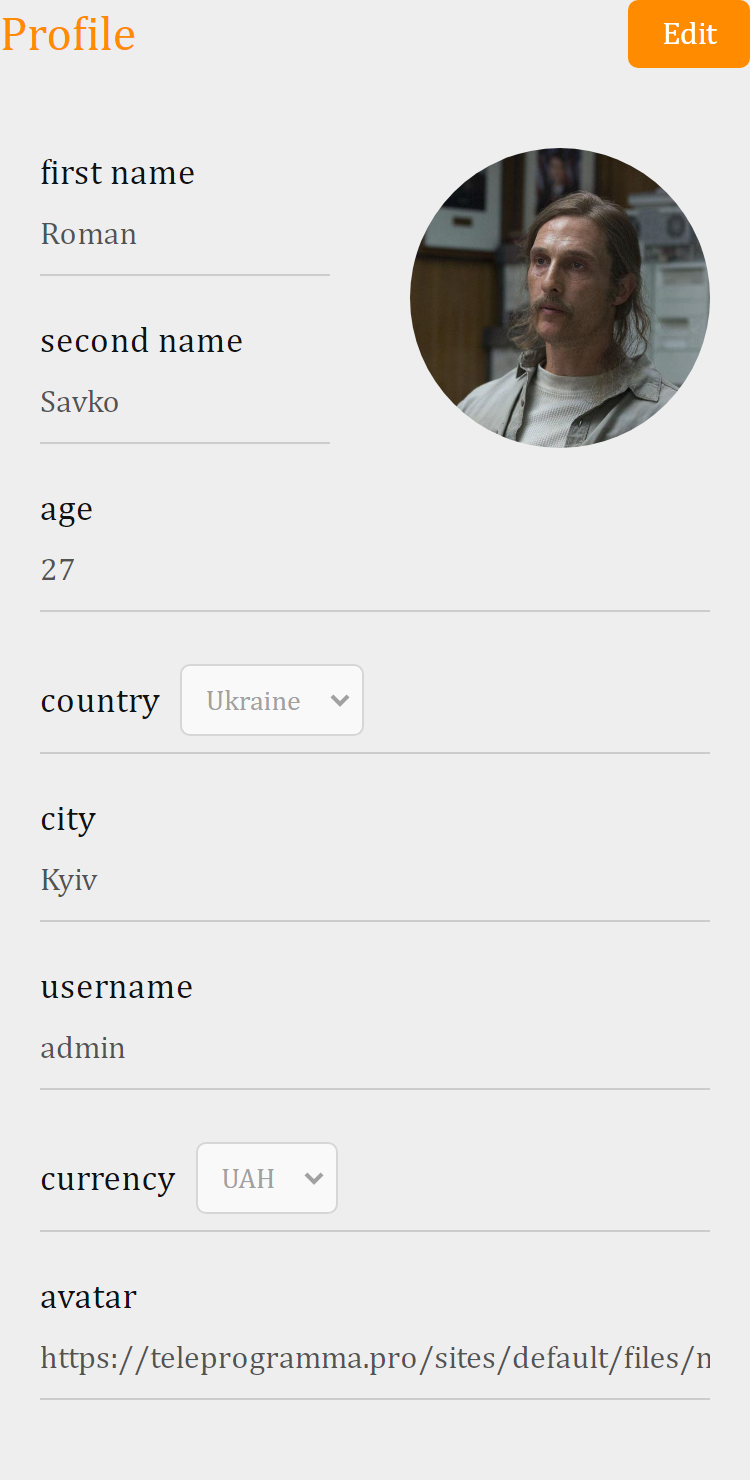 Profile
Edit
first name
Roman
second name
Savko
age
27
country
Ukraine
city
Kyiv
username
admin
currency
UAH
avatar
https://teleprogramma.pro/sites/default/files/n